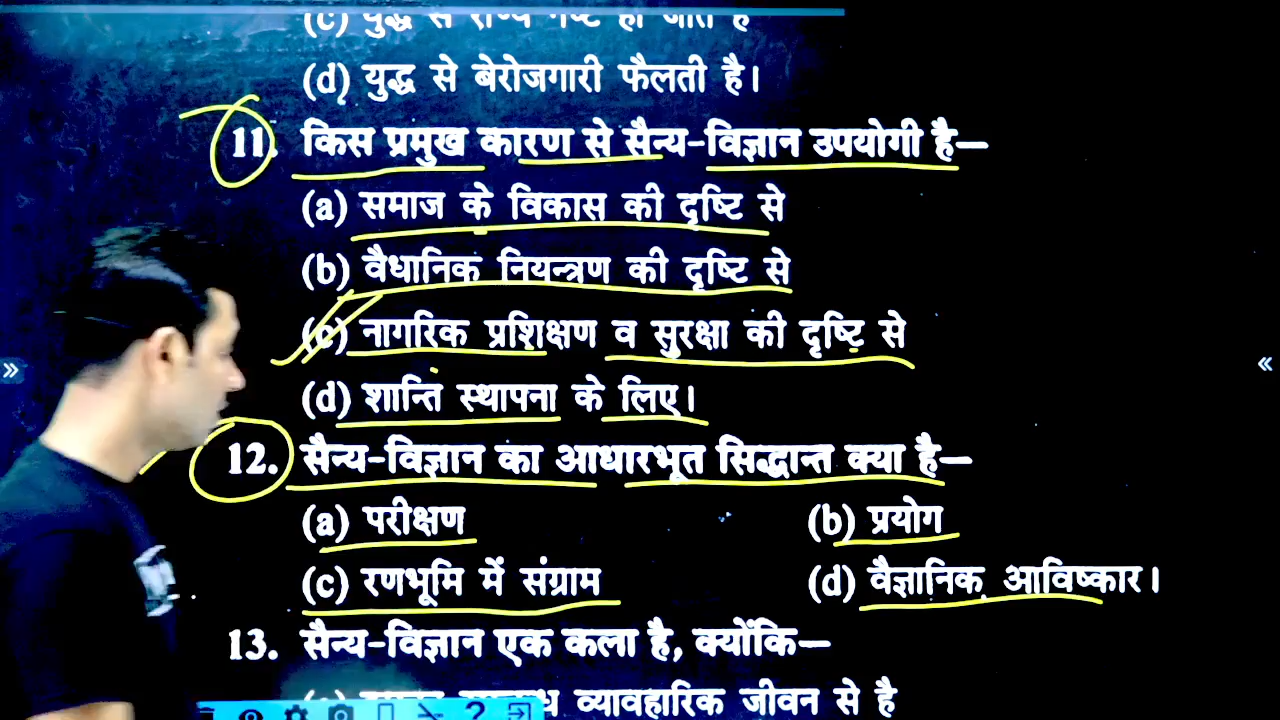 (c) युद्ध से राज्य नष्ट हो जाते है
(d) युद्ध से बेरोजगारी फैलती है।
11. किस प्रमुख कारण से सैन्य-विज्ञान उपयोगी है—
(a) समाज के विकास की दृष्टि से
(b) वैधानिक नियन्त्रण की दृष्टि से
(c) नागरिक प्रशिक्षण व सुरक्षा की दृष्टि से
(d) शान्ति स्थापना के लिए।
12. सैन्य-विज्ञान का आधारभूत सिद्धान्त क्या है—
(a) परीक्षण (b) प्रयोग
(c) रणभूमि में संग्राम (d) वैज्ञानिक आविष्कार।
13. सैन्य-विज्ञान एक कला है, क्योंकि—
व्यावहारिक जीवन से है